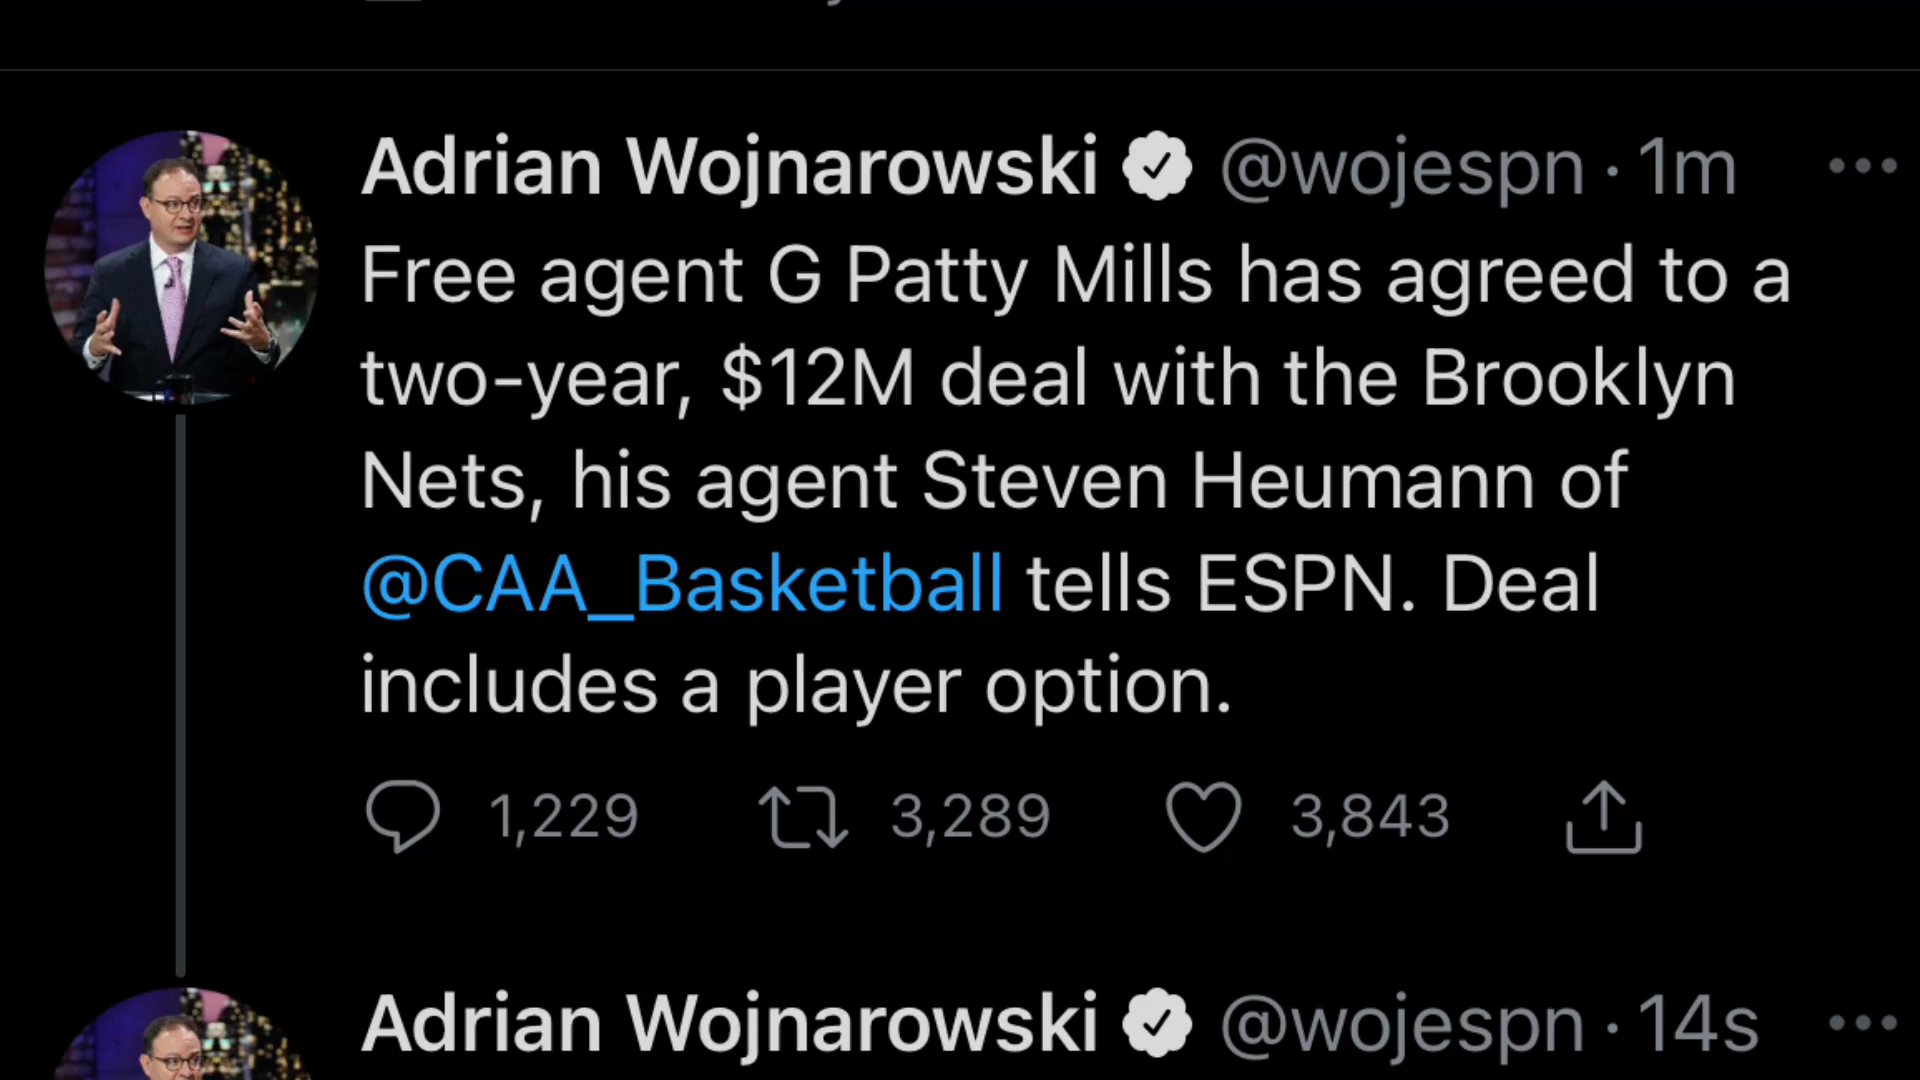 Adrian Wojnarowski @wojespn · 1m
Free agent G Patty Mills has agreed to a
two-year, $12M deal with the Brooklyn
Nets, his agent Steven Heumann of
@CAA_Basketball tells ESPN. Deal
includes a player option.
1,229 3,289 3,843
Adrian Wojnarowski @wojespn · 14s